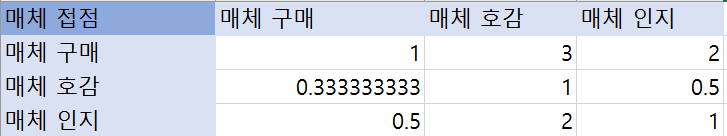 매체 접점 매체 구매 매체 호감 매체 인지
매체 구매 1 3 2
매체 호감 0.333333333 1 0.5
매체 인지 0.5 2 1